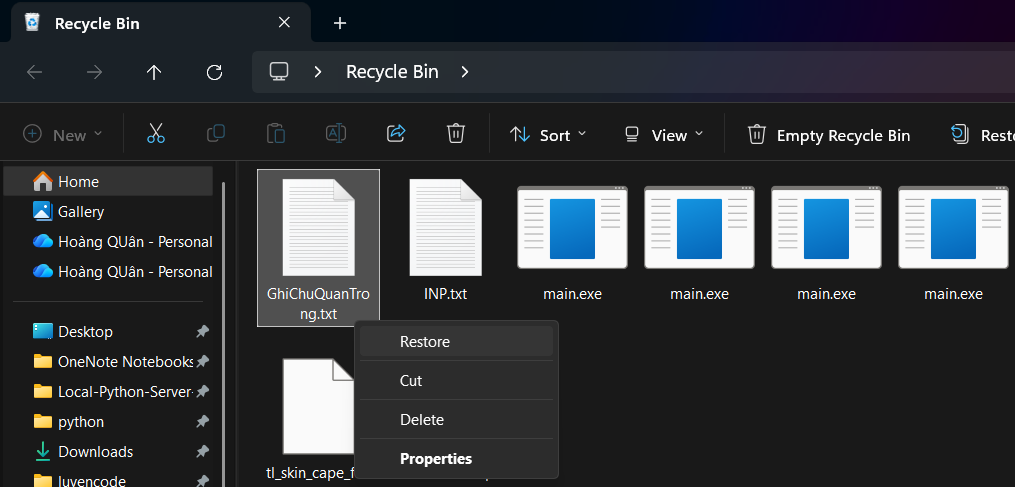 Recycle Bin
Recycle Bin
New
Sort
View
Empty Recycle Bin
Home
Gallery
Hoàng QUân - Personal
Hoàng QUân - Personal
Desktop
OneNote Notebooks
Local-Python-Server-
python
Downloads
luvencode
GhiChuQuanTro
ng.txt
INP.txt
main.exe
main.exe
main.exe
main.exe
tl_skin_cape_f
Restore
Cut
Delete
Properties